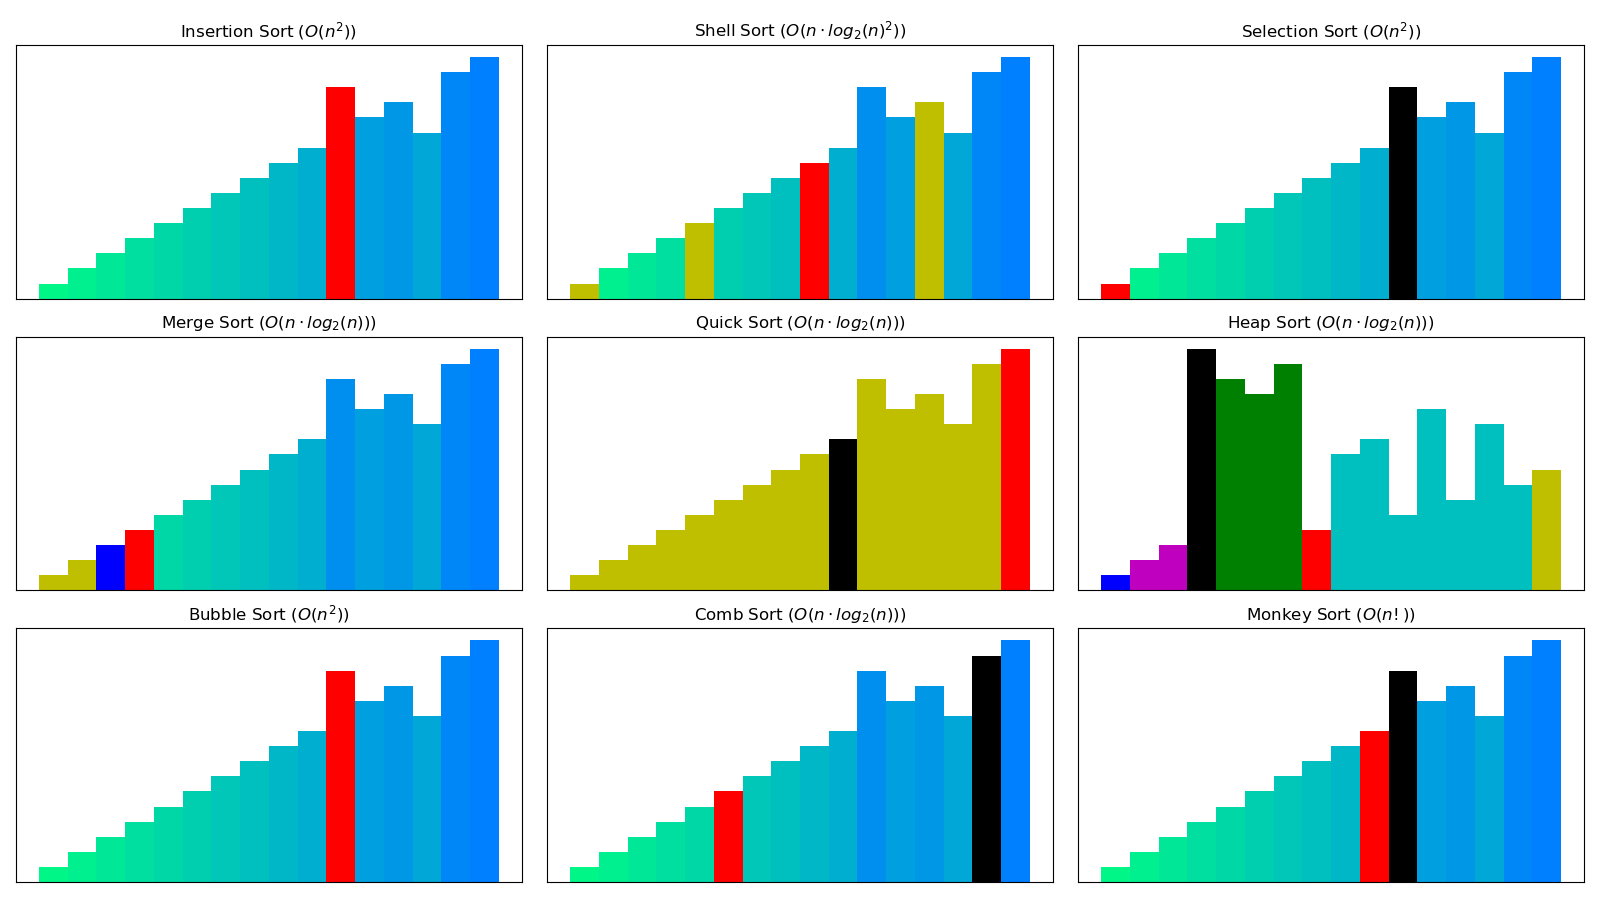 Insertion Sort (O(n²))
Shell Sort (O(n · log₂(n)²))
Selection Sort (O(n²))
Merge Sort (O(n · log₂(n)))
Quick Sort (O(n · log₂(n)))
Heap Sort (O(n · log₂(n)))
Bubble Sort (O(n²))
Comb Sort (O(n · log₂(n)))
Monkey Sort (O(n!))